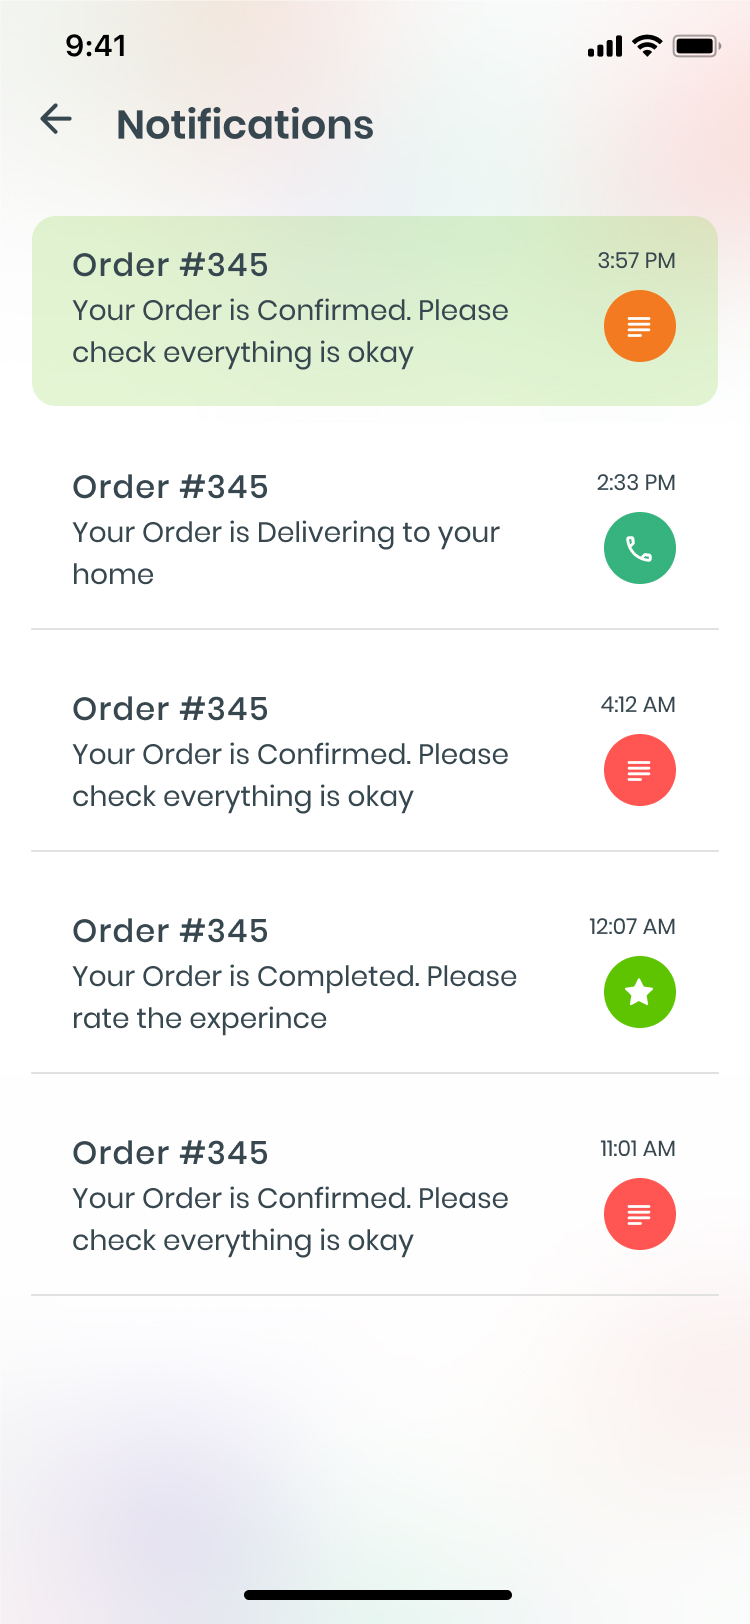 9:41
Notifications
Order #345
3:57 PM
Your Order is Confirmed. Please
check everything is okay
Order #345
2:33 PM
Your Order is Delivering to your
home
Order #345
4:12 AM
Your Order is Confirmed. Please
check everything is okay
Order #345
12:07 AM
Your Order is Completed. Please
rate the experince
Order #345
11:01 AM
Your Order is Confirmed. Please
check everything is okay